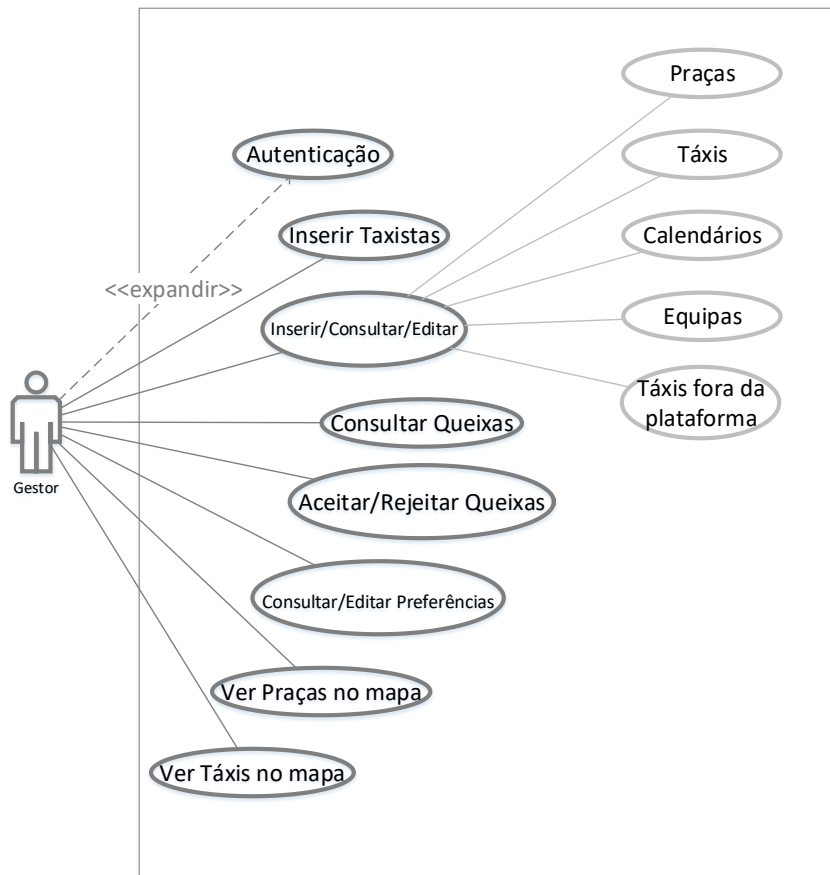 Praças
Autenticação
Táxis
Inserir Taxistas
Calendários
<<expandir>>
Inserir/Consultar/Editar
Equipas
Táxis fora da
plataforma
Consultar Queixas
Gestor
Aceitar/Rejeitar Queixas
Consultar/Editar Preferências
Ver Praças no mapa
Ver Táxis no mapa